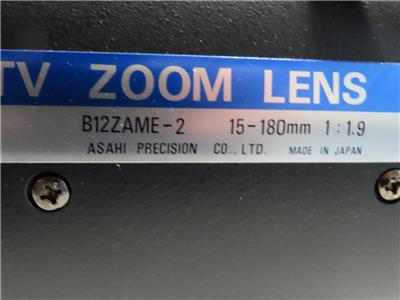 TV ZOOM LENS
B12ZAME-2 15-180mm 1:1.9
ASAHI PRECISION CO., LTD. MADE IN JAPAN